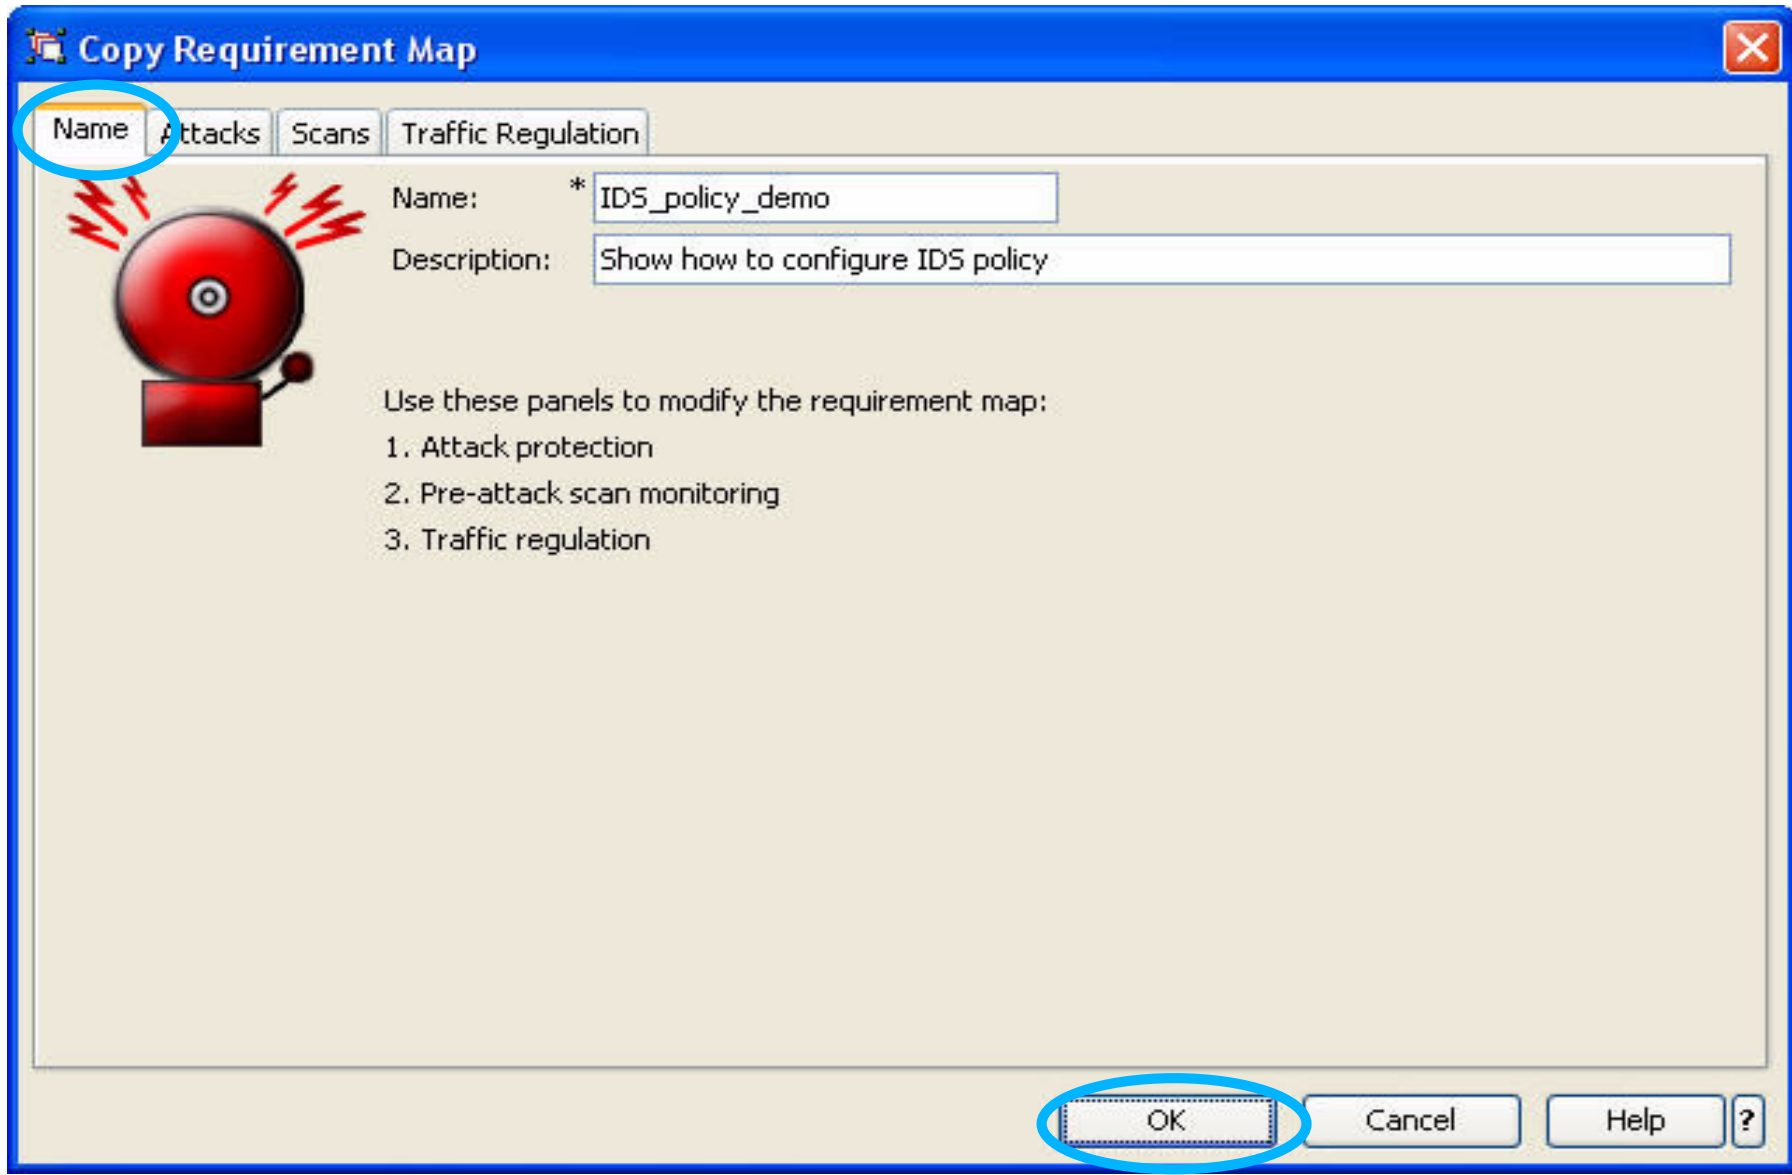 Copy Requirement Map
Name Attacks Scans Traffic Regulation
Name: * IDS_policy_demo
Description: Show how to configure IDS policy
Use these panels to modify the requirement map:
1. Attack protection
2. Pre-attack scan monitoring
3. Traffic regulation
OK Cancel Help ?